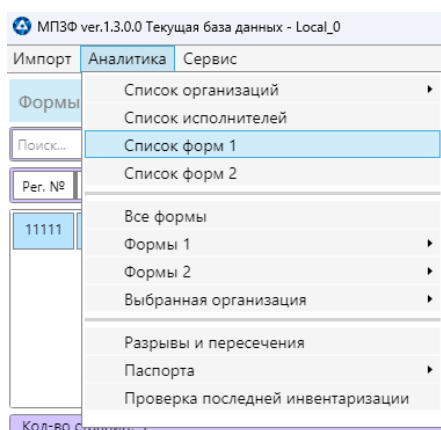 МПЗФ ver.1.3.0.0 Текущая база данных - Local_0
Импорт Аналитика Сервис
Формы
Список организаций
Список исполнителей
Поиск...
Список форм 1
Список форм 2
Рег. №
Все формы
11111
Формы 1
Формы 2
Выбранная организация
Разрывы и пересечения
Паспорта
Проверка последней инвентаризации
Кол-во